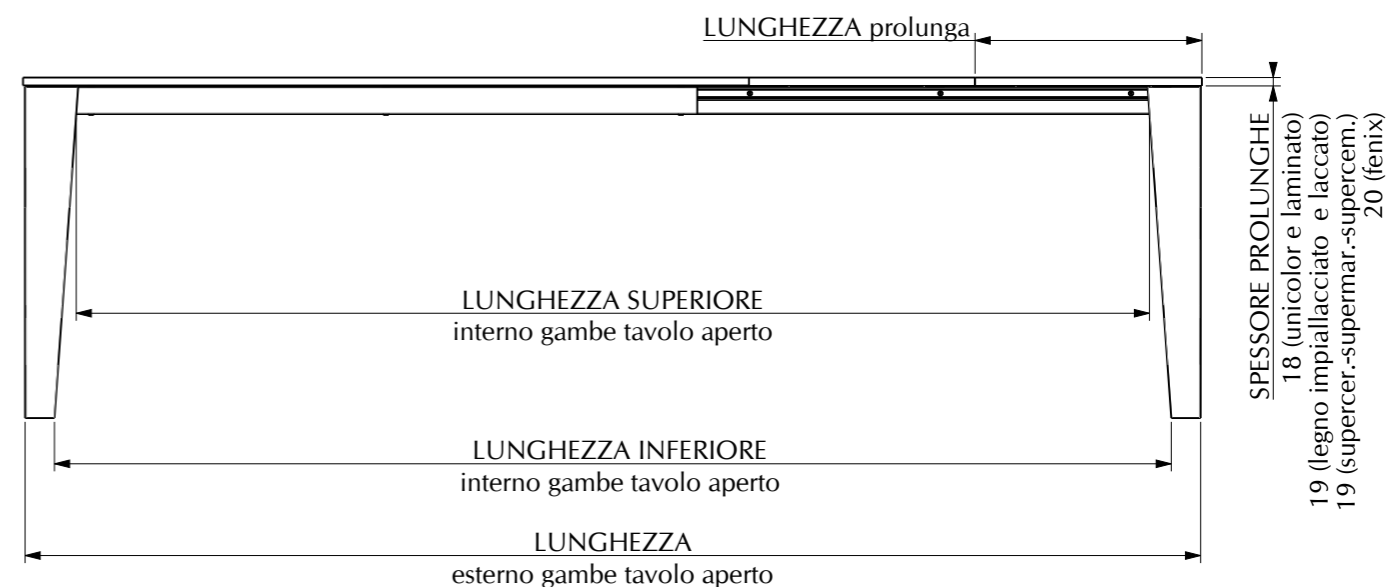 LUNGHEZZA prolunga
SPESSORE PROLUNGHE
18 (unicolor e laminato)
19 (legno impiallacciato e laccato)
19 (supercer.-supermar.-supercem.)
20 (fenix)
LUNGHEZZA SUPERIORE
interno gambe tavolo aperto
LUNGHEZZA INFERIORE
interno gambe tavolo aperto
LUNGHEZZA
esterno gambe tavolo aperto